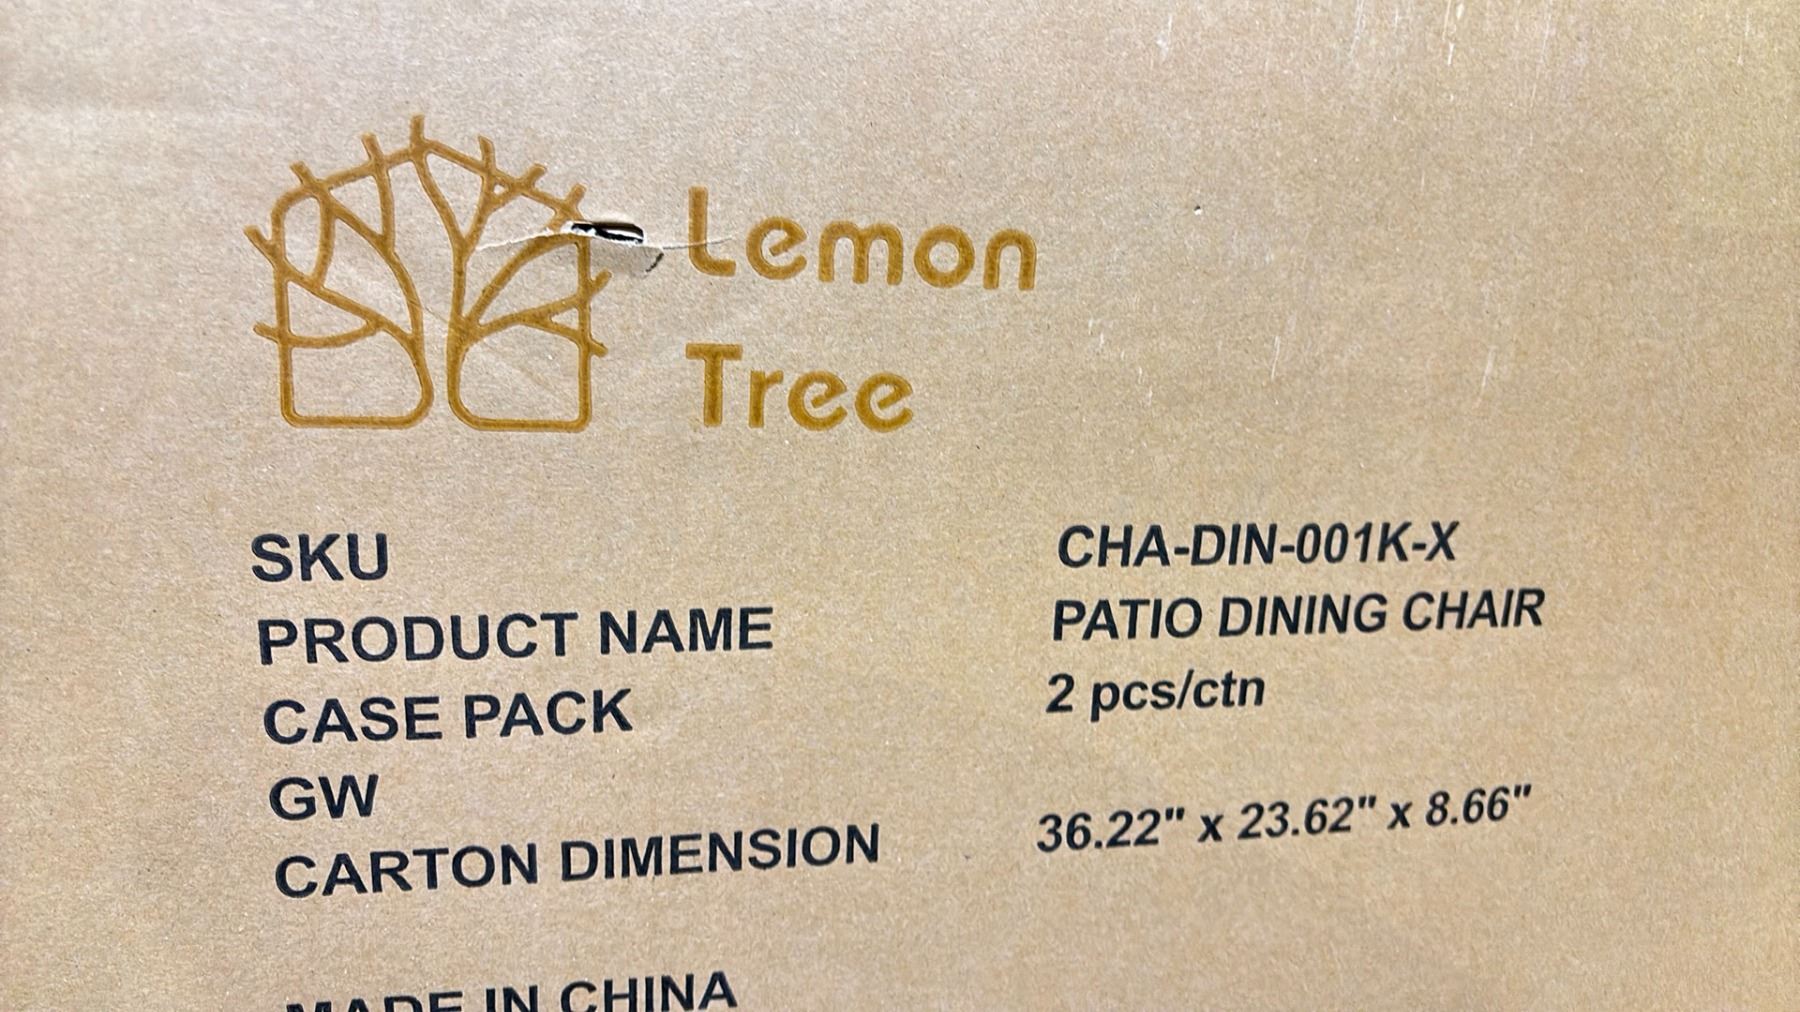 Lemon
Tree
SKU CHA-DIN-001K-X
PRODUCT NAME PATIO DINING CHAIR
CASE PACK 2 pcs/ctn
GW
CARTON DIMENSION 36.22" x 23.62" x 8.66"
MADE IN CHINA